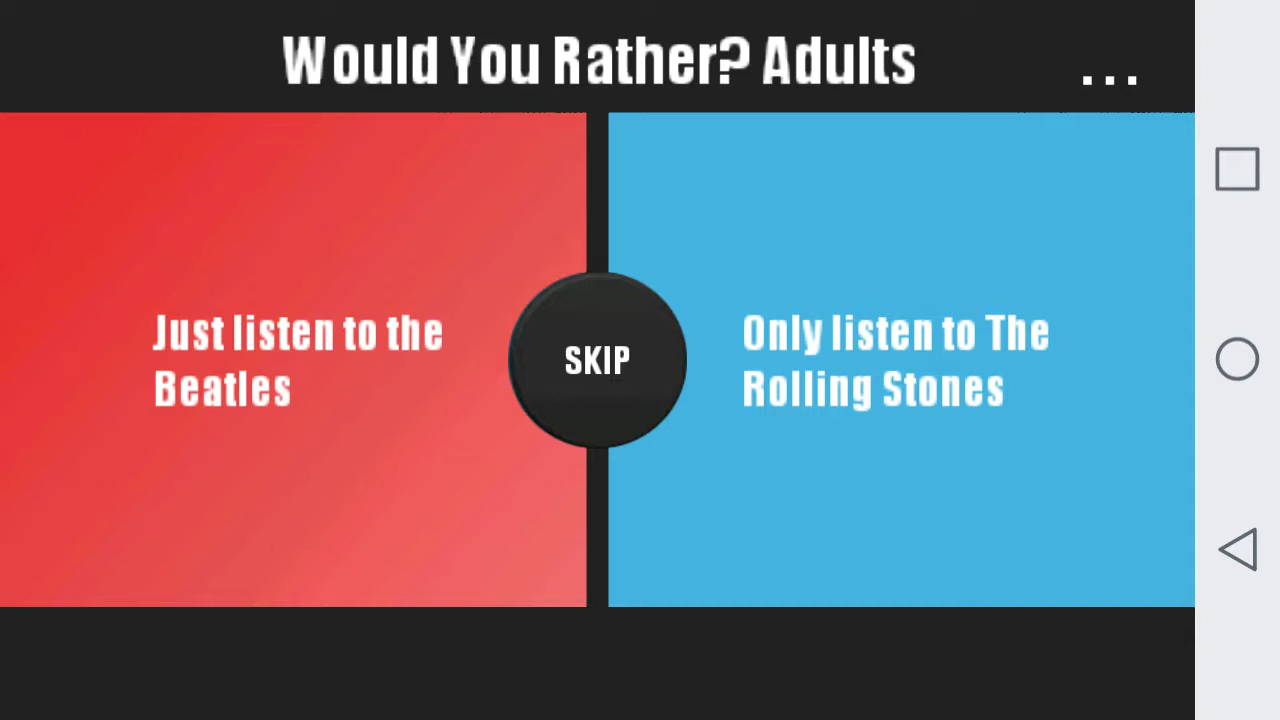 Would You Rather? Adults
...
Just listen to the
Beatles
SKIP
Only listen to The
Rolling Stones